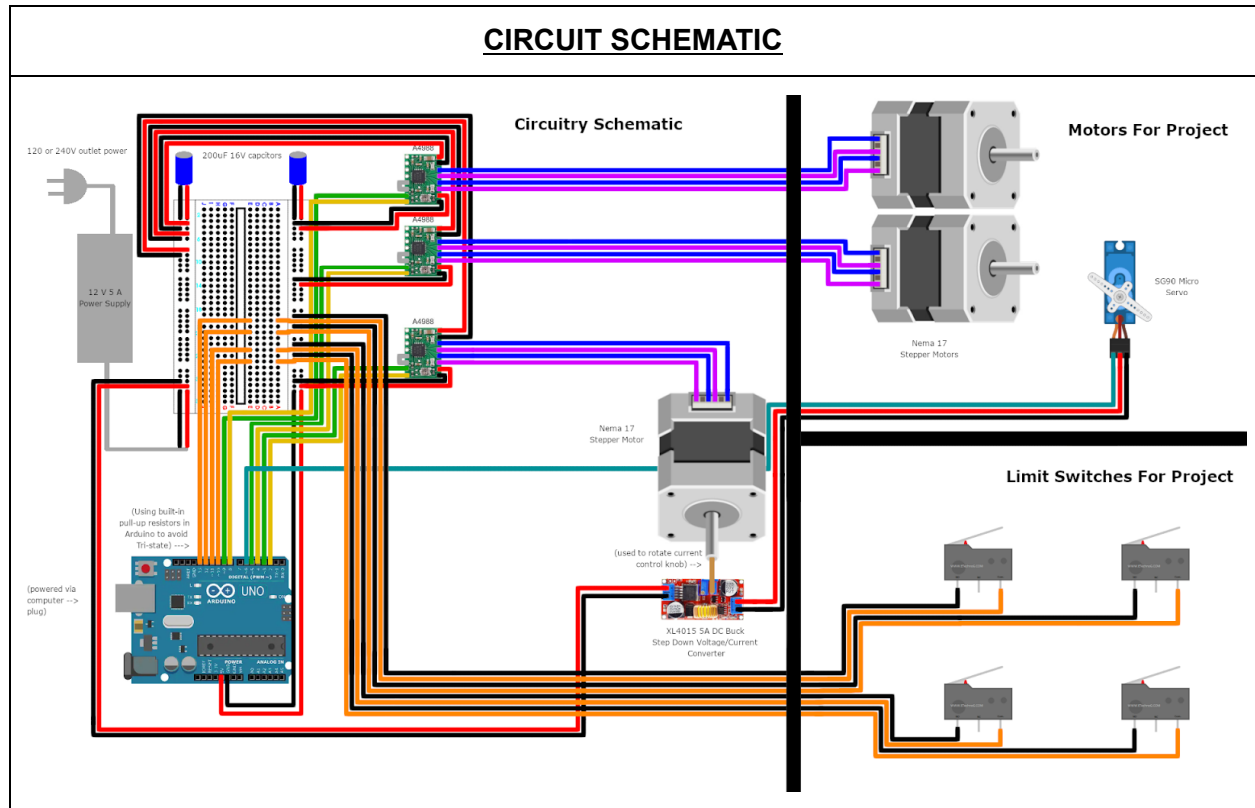 CIRCUIT SCHEMATIC
Circuitry Schematic
Motors For Project
120 or 240V outlet power
200uF 16V capcitors
A4988
A4988
12 V 5 A
Power Supply
SG90 Micro
Servo
Nema 17
Stepper Motors
A4988
Nema 17
Stepper Motor
Limit Switches For Project
(Using built-in
pull-up resistors in
Arduino to avoid
Tri-state) --->
(used to rotate current
control knob) -->
(powered via
computer -->
plug)
DIGITAL (PWM ~)
UNO
ARDUINO
POWER
ANALOG IN
XL4015 5A DC Buck
Step Down Voltage/Current
Converter